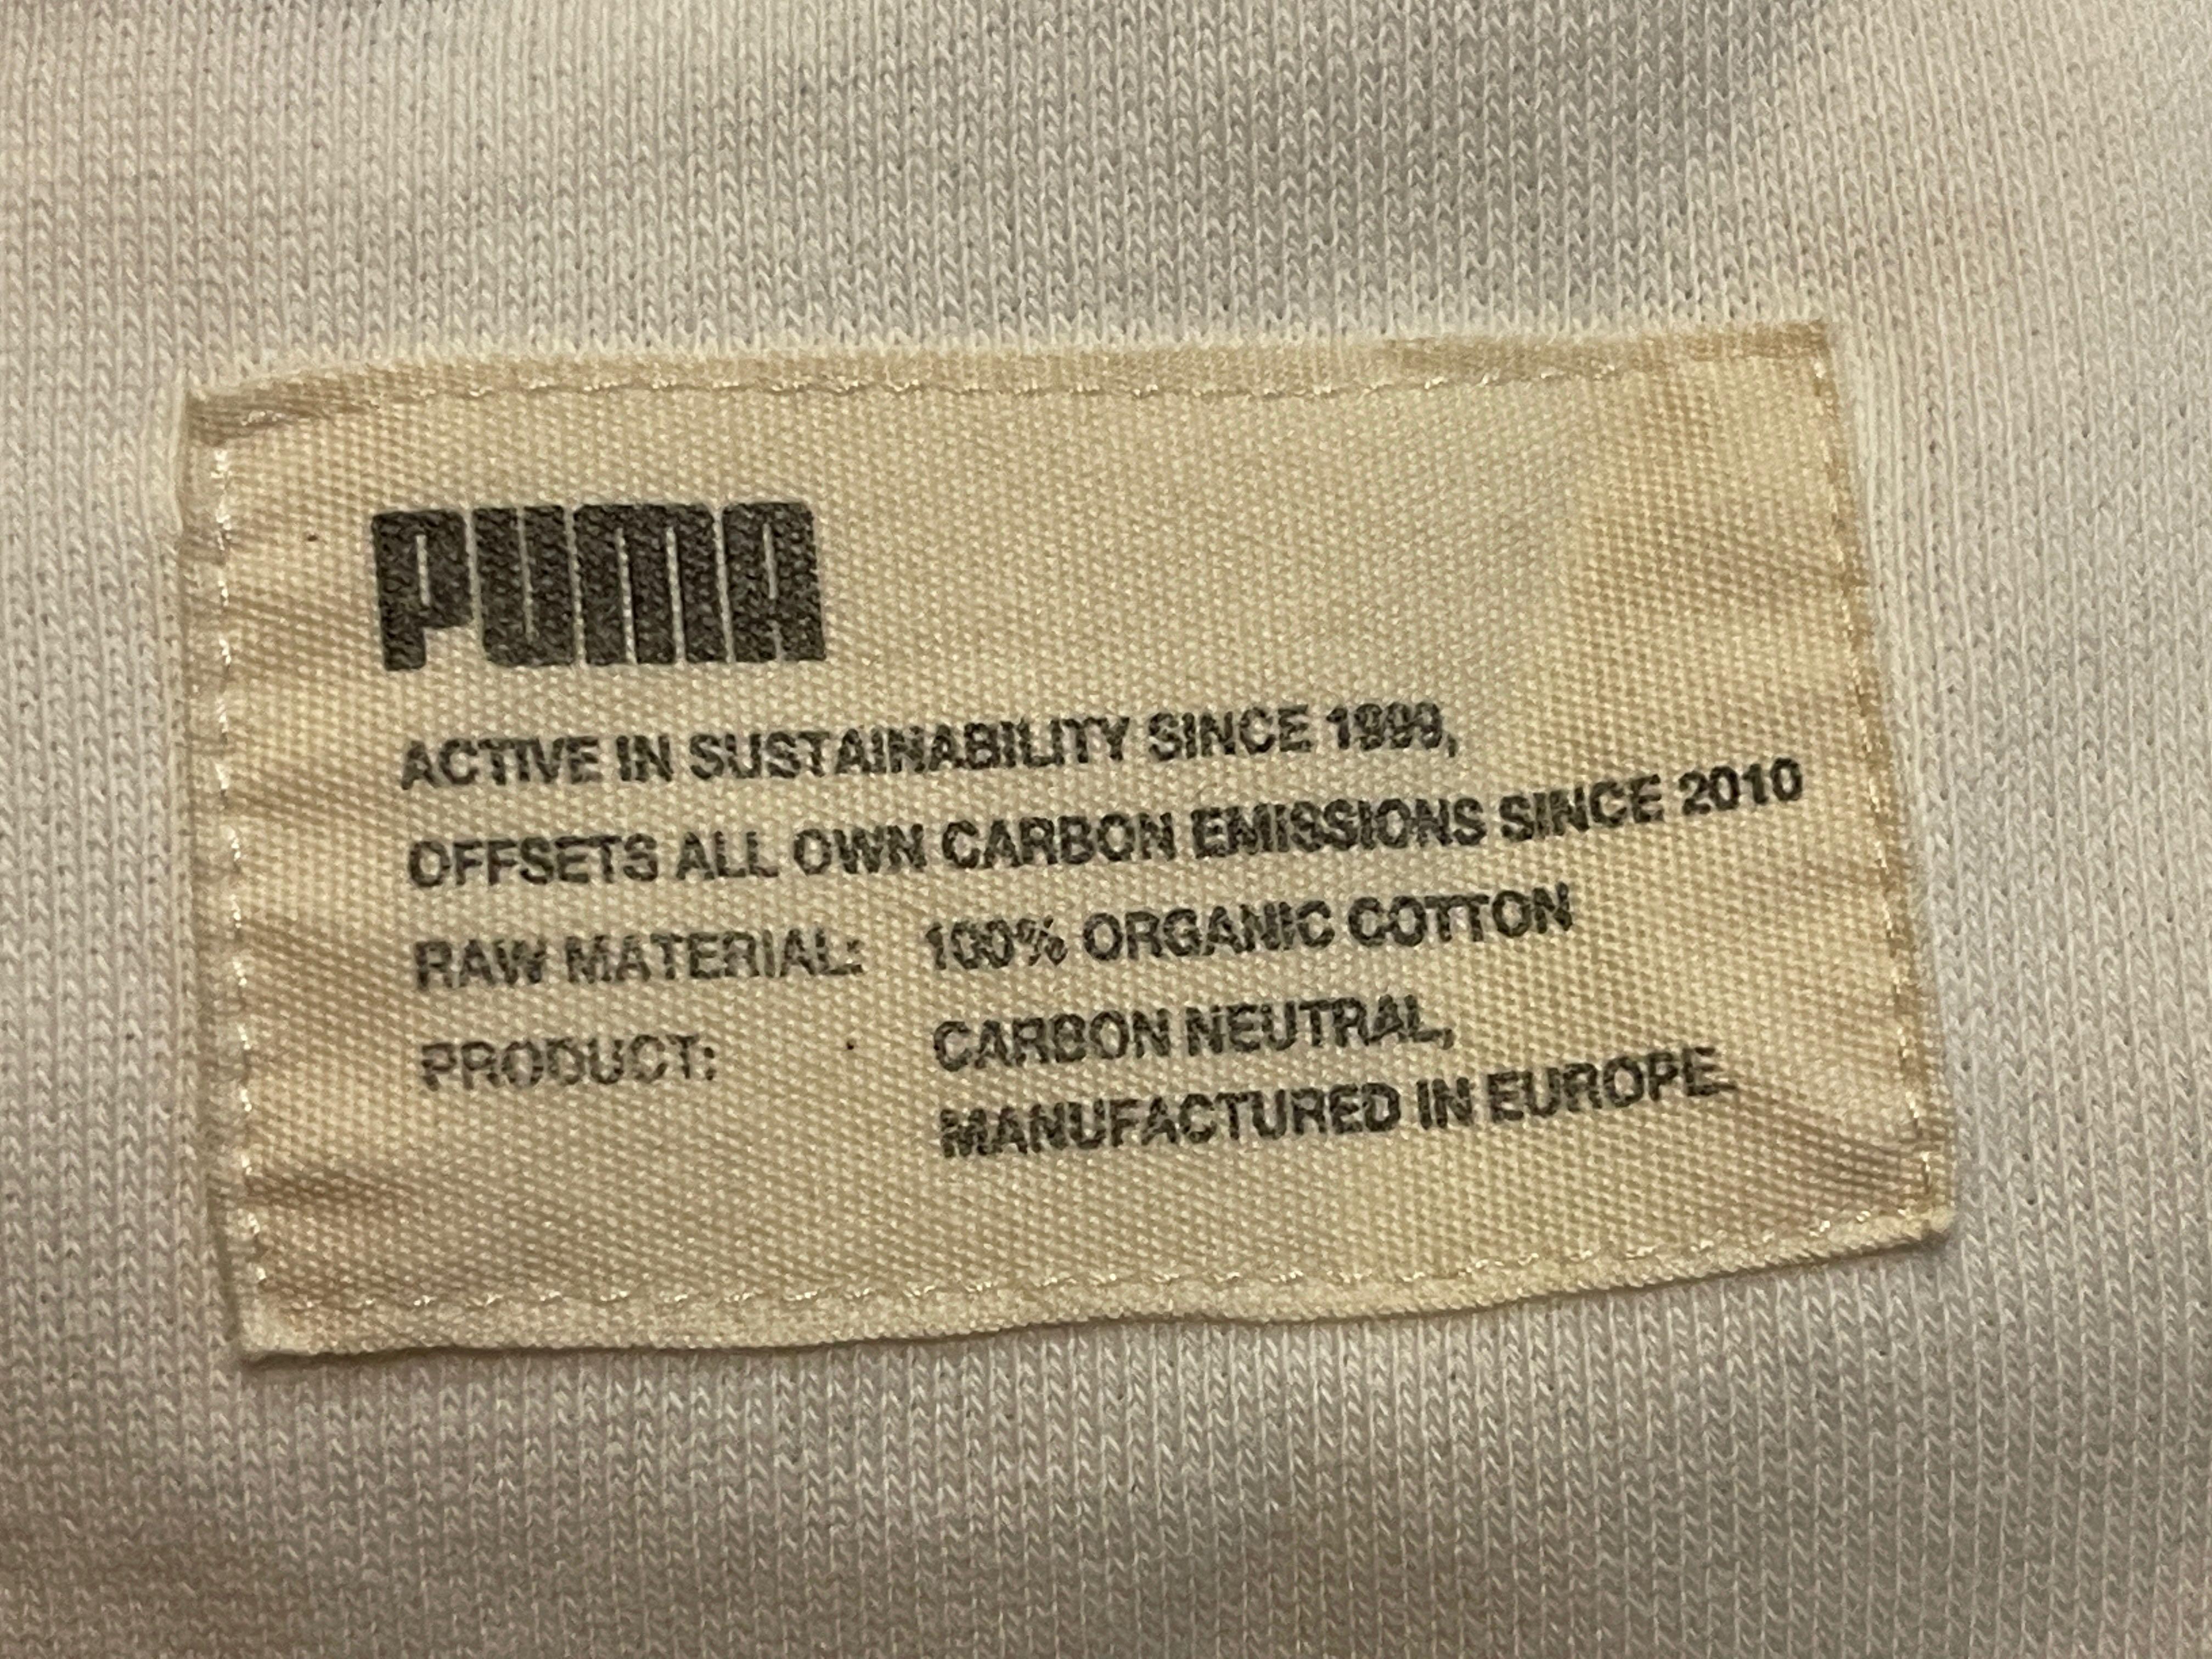 PUMA
ACTIVE IN SUSTAINABILITY SINCE 1999,
OFFSETS ALL OWN CARBON EMISSIONS SINCE 2010
RAW MATERIAL: 100% ORGANIC COTTON
PRODUCT: CARBON NEUTRAL,
MANUFACTURED IN EUROPE.